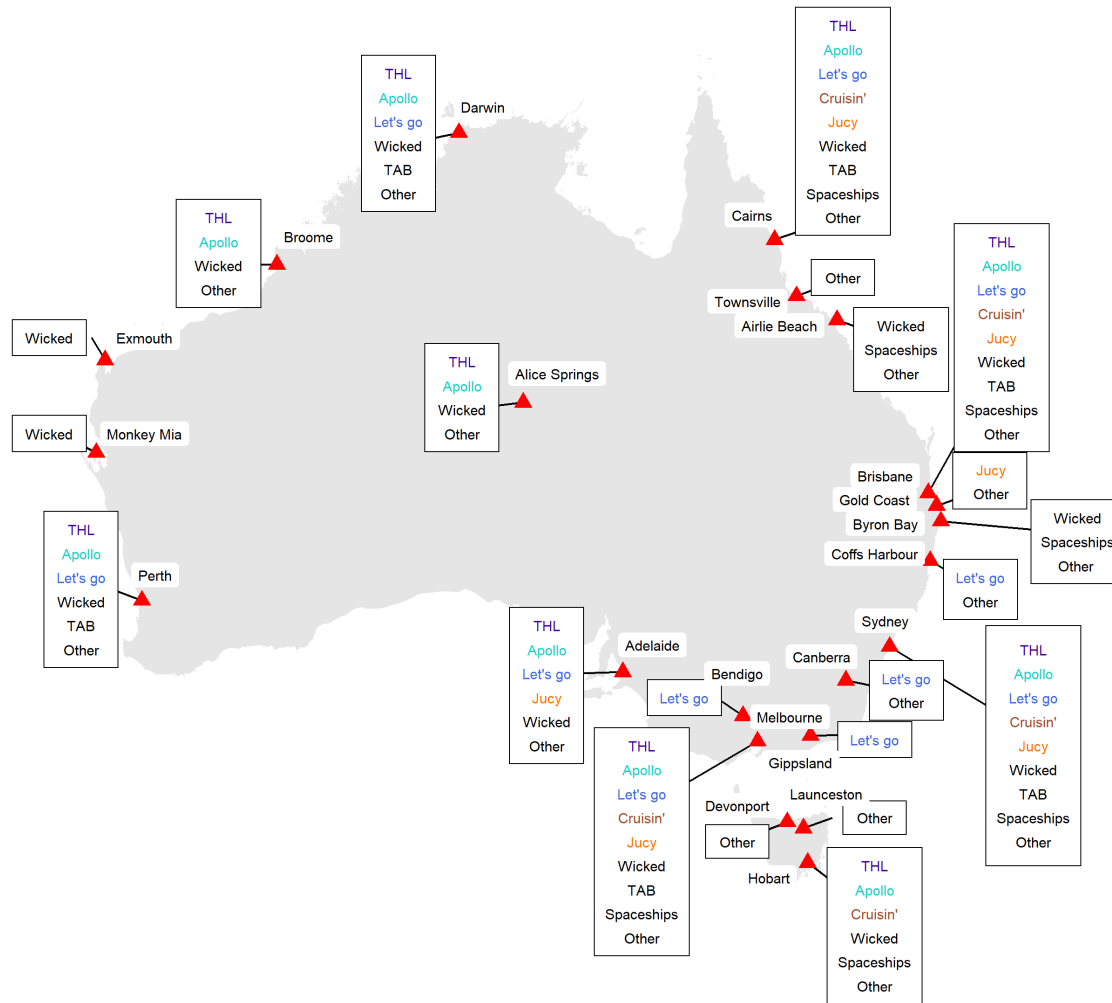 THL
Apollo
Let's go
Cruisin'
Jucy
Wicked
TAB
Spaceships
Other
Cairns
THL
Apollo
Let's go
Wicked
TAB
Other
Darwin
THL
Apollo
Wicked
Other
Broome
Other
Townsville
Wicked
Spaceships
Other
Airlie Beach
Wicked
Exmouth
THL
Apollo
Wicked
Other
Alice Springs
Wicked
Monkey Mia
THL
Apollo
Let's go
Cruisin'
Jucy
Wicked
TAB
Spaceships
Other
Brisbane
Jucy
Other
Gold Coast
Wicked
Spaceships
Other
Byron Bay
Coffs Harbour
Let's go
Other
THL
Apollo
Let's go
Wicked
TAB
Other
Perth
THL
Apollo
Let's go
Jucy
Wicked
Other
Adelaide
Sydney
THL
Apollo
Let's go
Cruisin'
Jucy
Wicked
TAB
Spaceships
Other
Canberra
Let's go
Other
Bendigo
Let's go
Melbourne
THL
Apollo
Let's go
Cruisin'
Jucy
Wicked
TAB
Spaceships
Other
Let's go
Gippsland
Launceston
Other
Devonport
Other
Hobart
THL
Apollo
Cruisin'
Wicked
Spaceships
Other